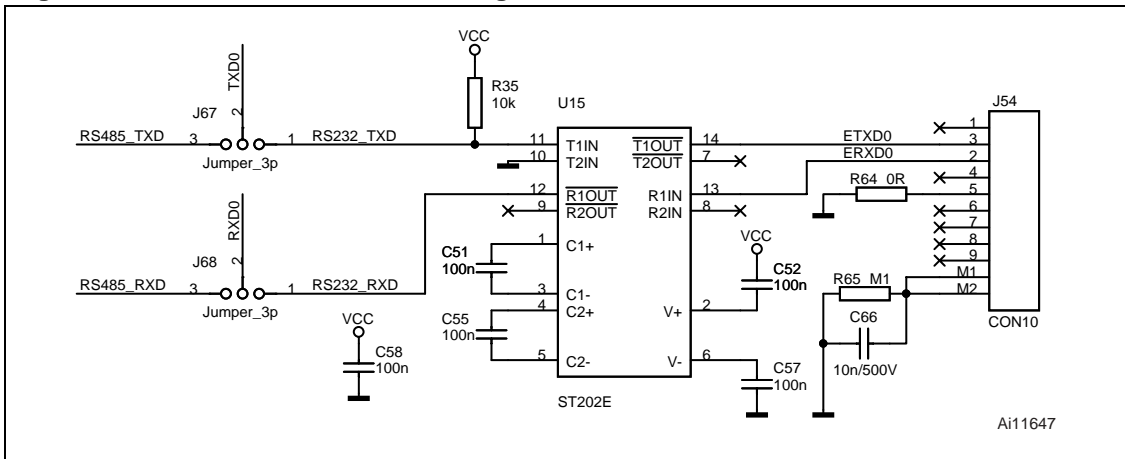 VCC
TXD0
R35
10k
U15
J54
J67
2
RS485_TXD
3
1
RS232_TXD
Jumper_3p
11
T1IN
T1OUT
14
ETXD0
10
T2IN
T2OUT
7
ERXD0
1
3
2
4
5
6
7
8
9
M1
M2
CON10
12
R1OUT
R1IN
13
9
R2OUT
R2IN
8
R64 0R
RXD0
J68
2
RS485_RXD
3
1
RS232_RXD
Jumper_3p
C51
100n
1
C1+
3
C1-
VCC
C52
100n
C55
100n
4
C2+
V+
2
5
C2-
V-
6
R65 M1
C66
10n/500V
VCC
C58
100n
C57
100n
ST202E
Ai11647